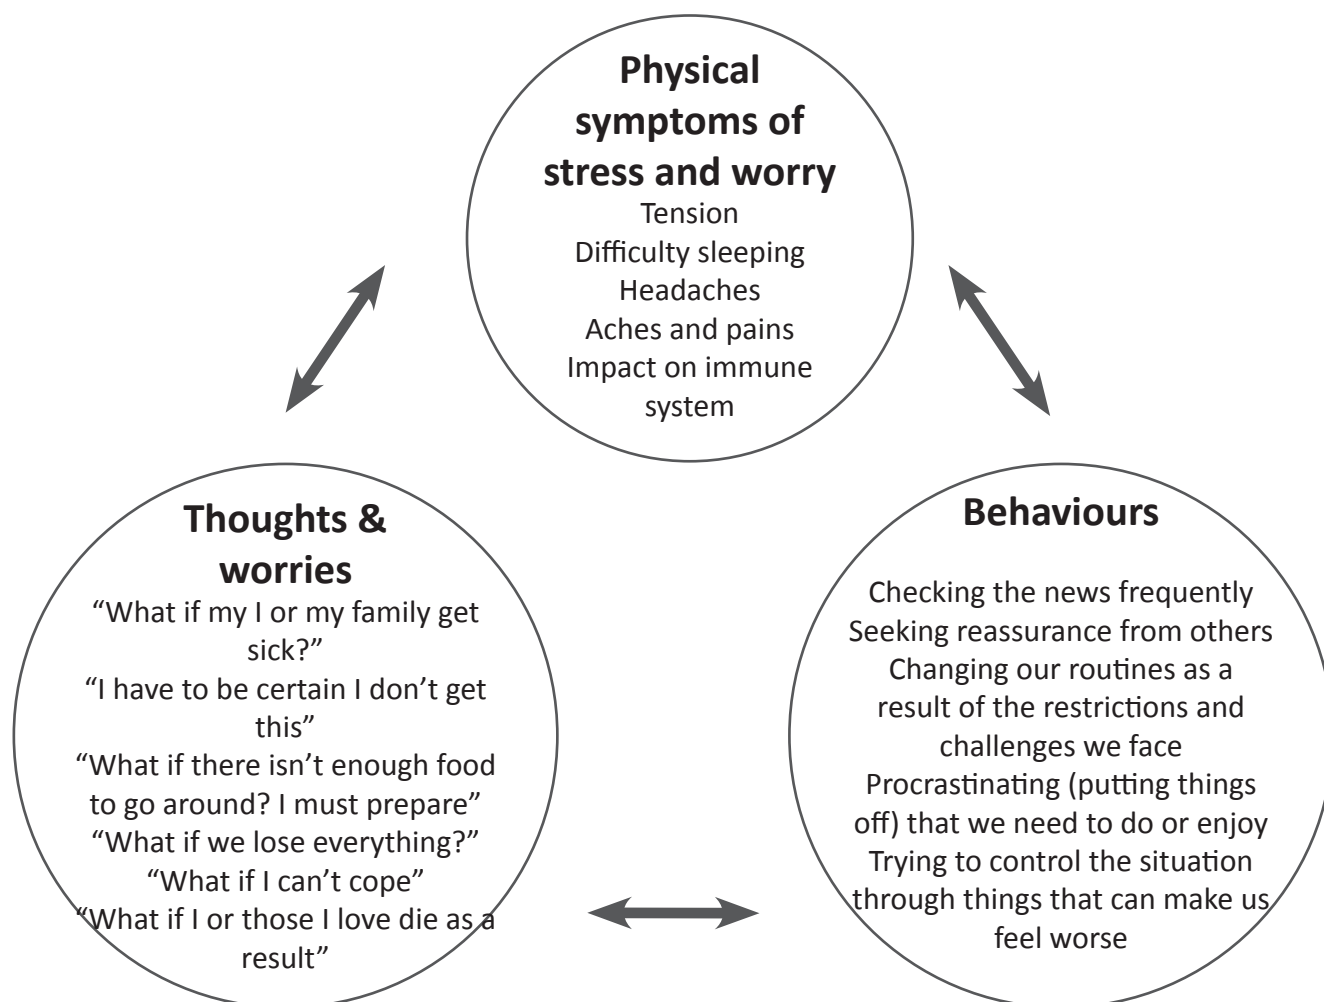 Physical
symptoms of
stress and worry
Tension
Difficulty sleeping
Headaches
Aches and pains
Impact on immune
system
Thoughts &
worries
“What if my I or my family get
sick?”
“I have to be certain I don’t get
this”
“What if there isn’t enough food
to go around? I must prepare”
“What if we lose everything?”
“What if I can’t cope”
“What if I or those I love die as a
result”
Behaviours
Checking the news frequently
Seeking reassurance from others
Changing our routines as a
result of the restrictions and
challenges we face
Procrastinating (putting things
off) that we need to do or enjoy
Trying to control the situation
through things that can make us
feel worse